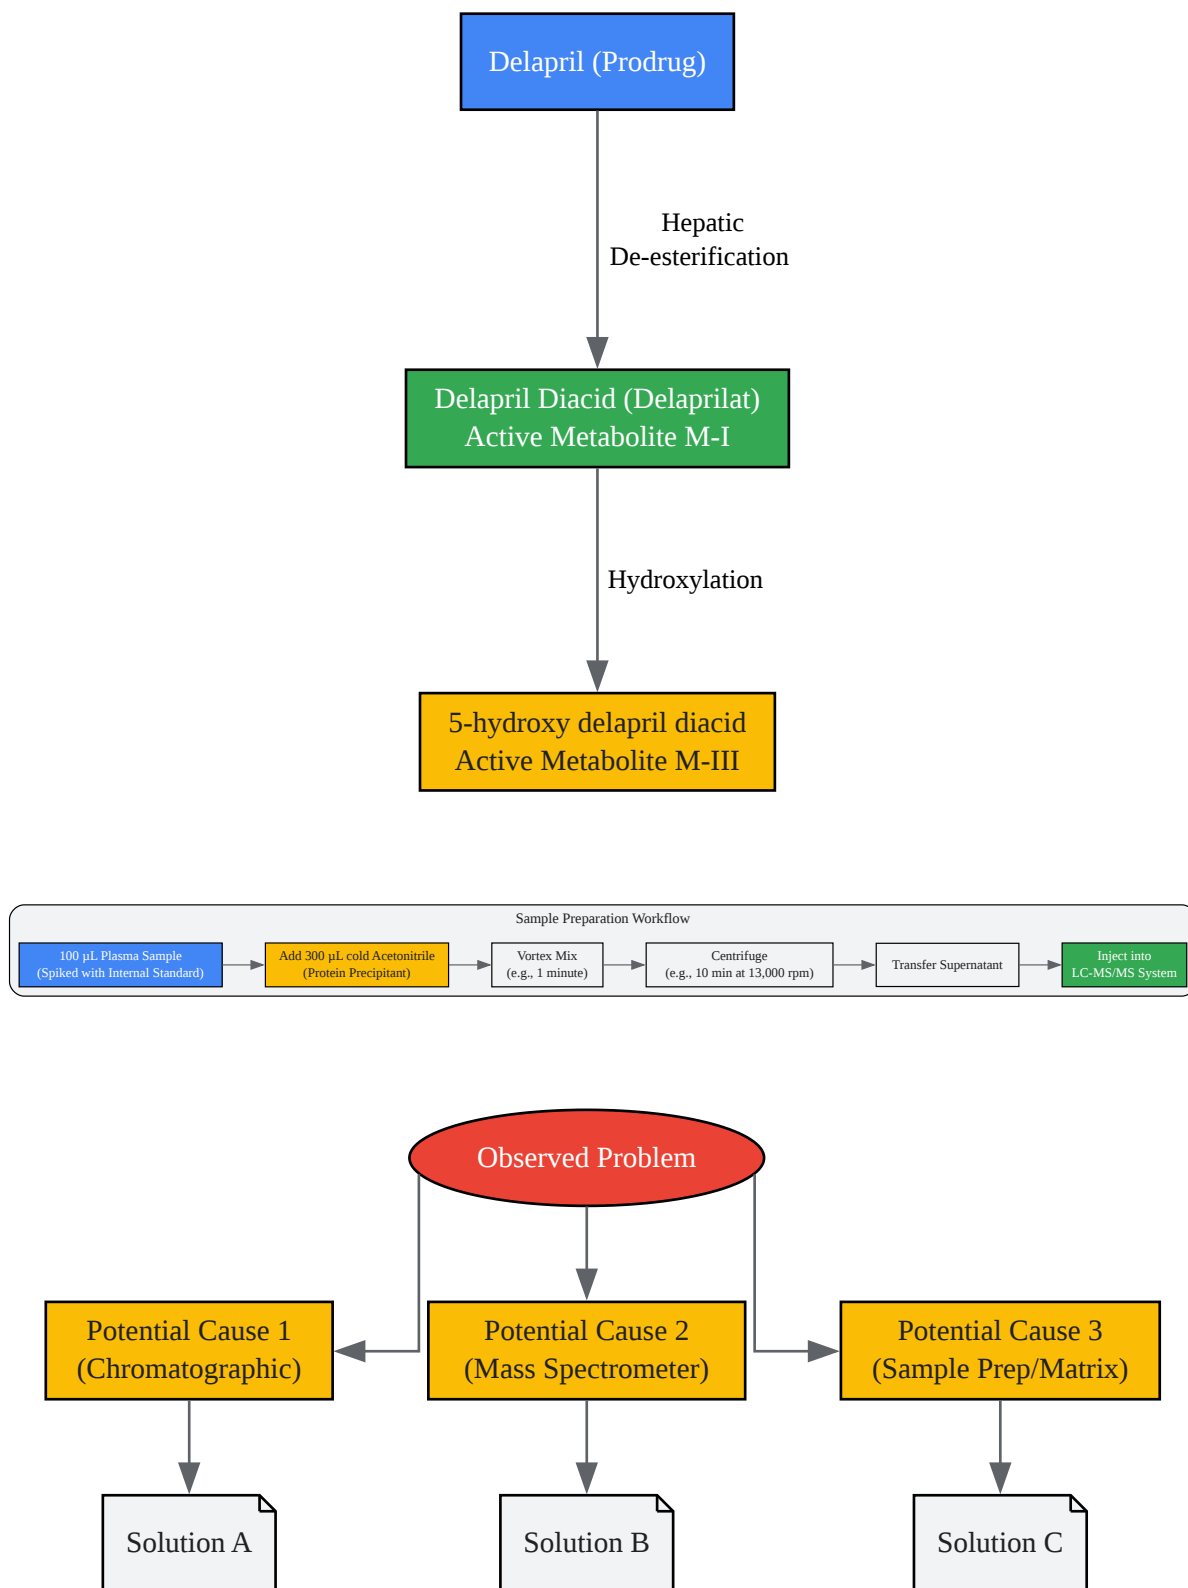 Delapril (Prodrug)
Hepatic
De-esterification
Delapril Diacid (Delaprilat)
Active Metabolite M-I
Hydroxylation
5-hydroxy delapril diacid
Active Metabolite M-III
Sample Preparation Workflow
100 µL Plasma Sample
(Spiked with Internal Standard)
Add 300 µL cold Acetonitrile
(Protein Precipitant)
Vortex Mix
(e.g., 1 minute)
Centrifuge
(e.g., 10 min at 13,000 rpm)
Transfer Supernatant
Inject into
LC-MS/MS System
Observed Problem
Potential Cause 1
(Chromatographic)
Potential Cause 2
(Mass Spectrometer)
Potential Cause 3
(Sample Prep/Matrix)
Solution A
Solution B
Solution C